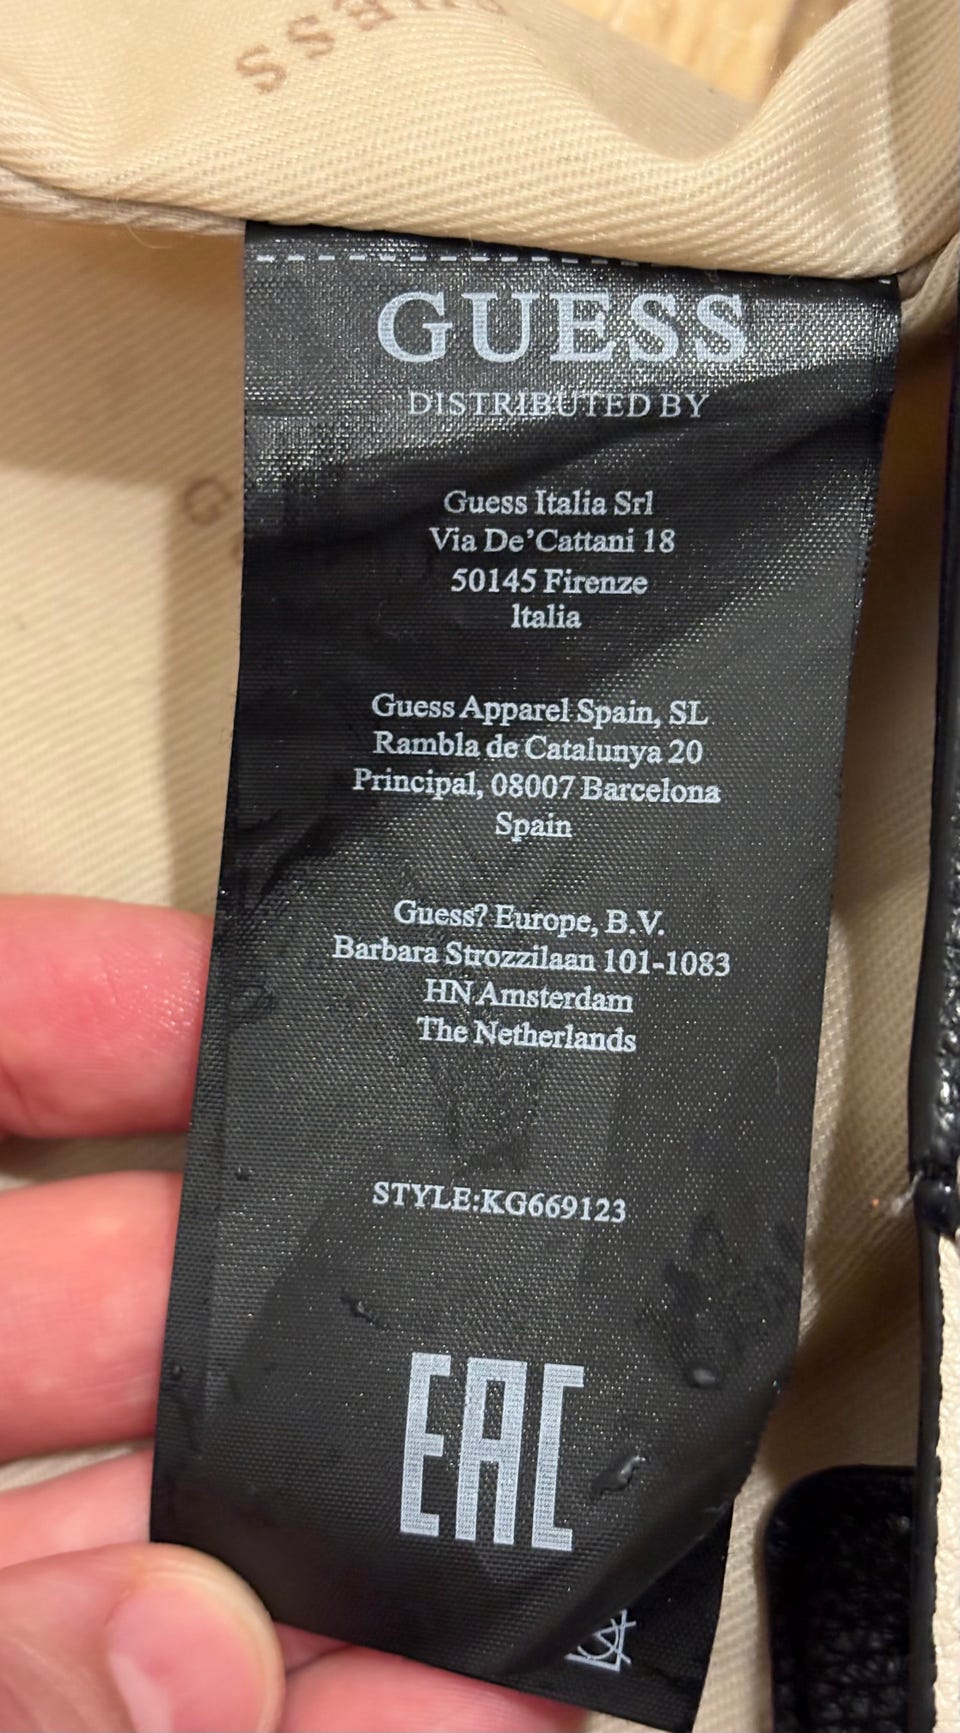 GUESS
G
GUESS
DISTRIBUTED BY
Guess Italia Srl
Via De'Cattani 18
50145 Firenze
Italia
Guess Apparel Spain, SL
Rambla de Catalunya 20
Principal, 08007 Barcelona
Spain
Guess? Europe, B.V.
Barbara Strozzilaan 101-1083
HN Amsterdam
The Netherlands
STYLE:KG669123
EAC